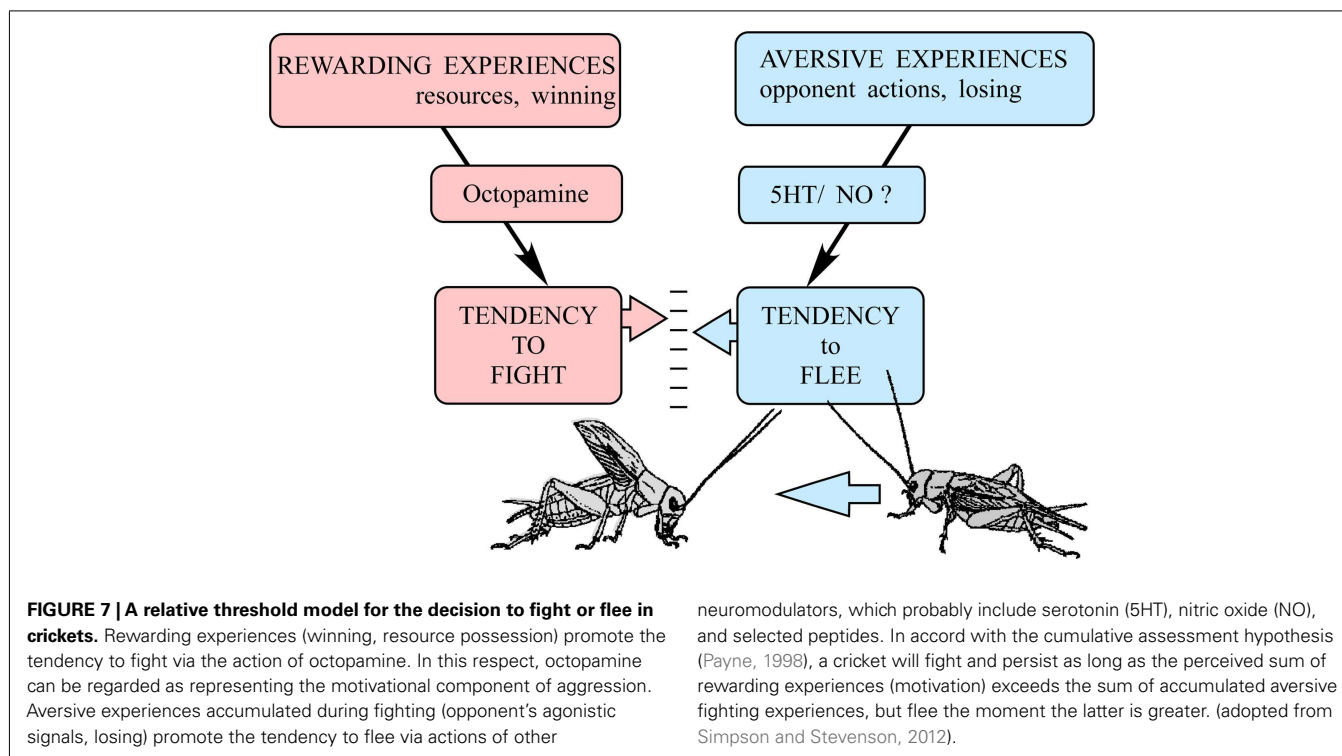 REWARDING EXPERIENCES
resources, winning
AVERSIVE EXPERIENCES
opponent actions, losing
Octopamine
5HT/ NO ?
TENDENCY
TO
FIGHT
TENDENCY
to
FLEE
FIGURE 7 | A relative threshold model for the decision to fight or flee in
crickets. Rewarding experiences (winning, resource possession) promote the
tendency to fight via the action of octopamine. In this respect, octopamine
can be regarded as representing the motivational component of aggression.
Aversive experiences accumulated during fighting (opponent's agonistic
signals, losing) promote the tendency to flee via actions of other
neuromodulators, which probably include serotonin (5HT), nitric oxide (NO),
and selected peptides. In accord with the cumulative assessment hypothesis
(Payne, 1998), a cricket will fight and persist as long as the perceived sum of
rewarding experiences (motivation) exceeds the sum of accumulated aversive
fighting experiences, but flee the moment the latter is greater. (adopted from
Simpson and Stevenson, 2012).